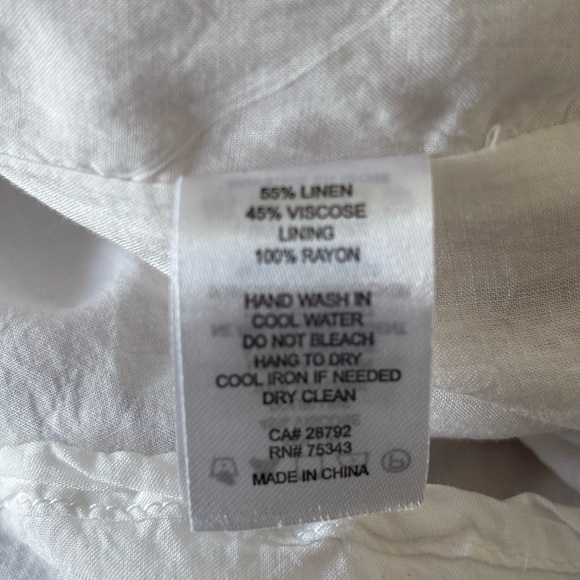 55% LINEN
45% VISCOSE
LINING
100% RAYON
HAND WASH IN
COOL WATER
DO NOT BLEACH
HANG TO DRY
COOL IRON IF NEEDED
DRY CLEAN
CA# 28792
RN# 75343
MADE IN CHINA